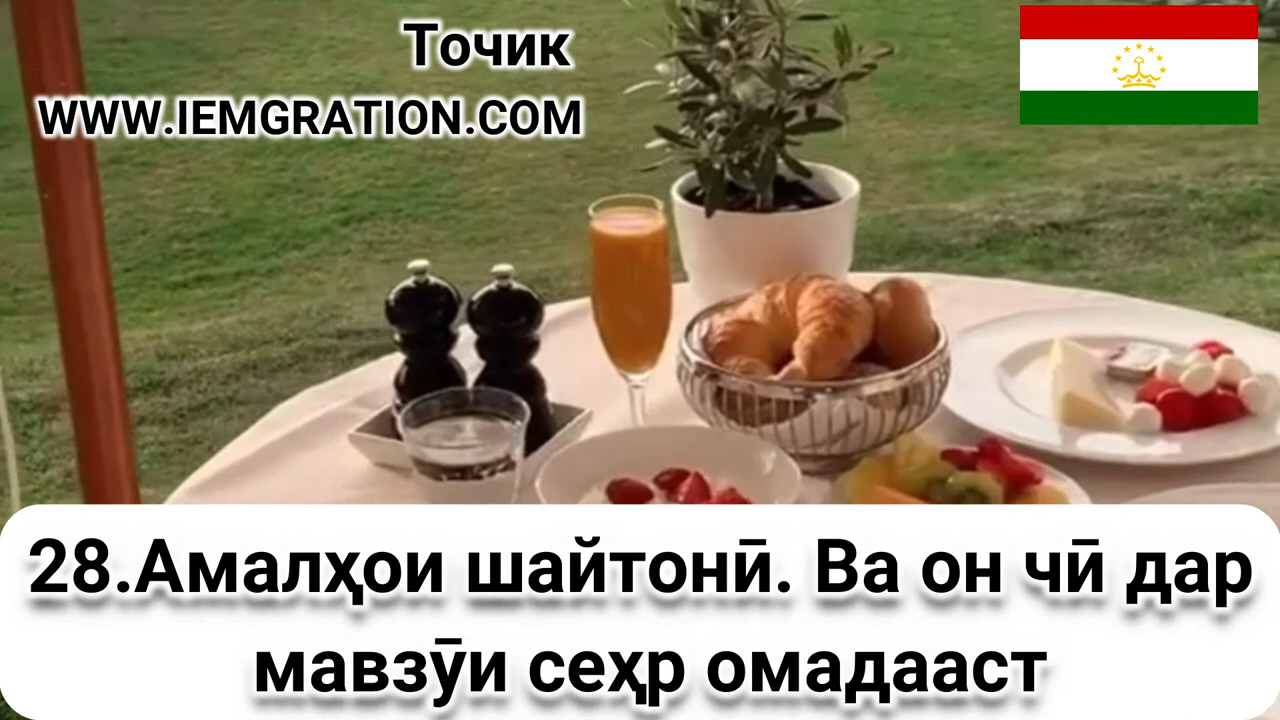 Точик
WWW.IEMGRATION.COM
28.Амалҳои шайтонӣ. Ва он чӣ дар
мавзӯи сеҳр омадааст